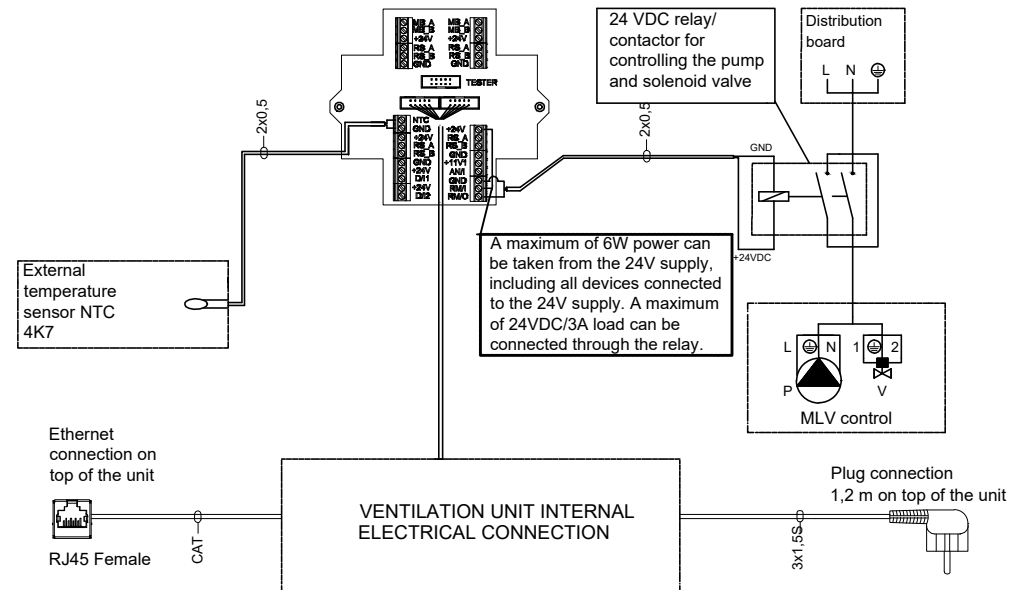 MB_A
MB_B
+24V
RS_A
RS_B
GND
MB_A
MB_B
+24V
RS_A
RS_B
GND
TESTER
NTC
GND
+24V
RS_A
RS_B
GND
+24V
D/I1
+24V
D/I2
+24V
RS_A
RS_B
GND
+11V1
AN/I
GND
RM/I
RM/O
2x0,5
2x0,5
24 VDC relay/
contactor for
controlling the pump
and solenoid valve
Distribution
board
L N
GND
+24VDC
External
temperature
sensor NTC
4K7
A maximum of 6W power can
be taken from the 24V supply,
including all devices connected
to the 24V supply. A maximum
of 24VDC/3A load can be
connected through the relay.
L N 1 2
P V
MLV control
Ethernet
connection on
top of the unit
RJ45 Female
CAT
VENTILATION UNIT INTERNAL
ELECTRICAL CONNECTION
3x1,5S
Plug connection
1,2 m on top of the unit